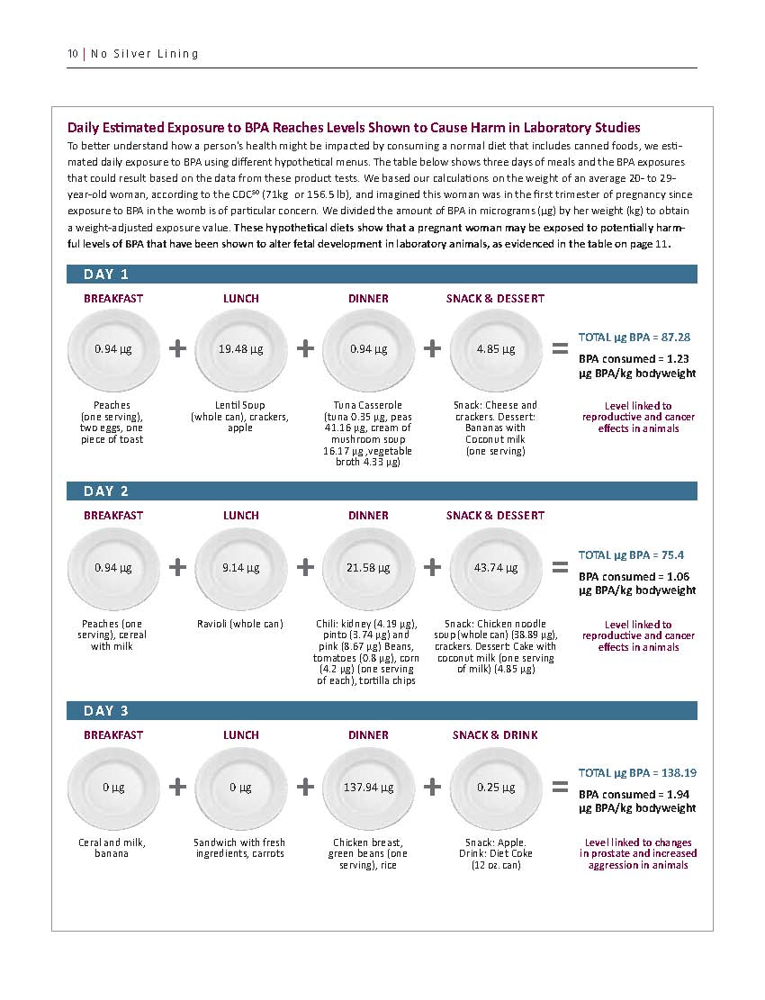 10 | No Silver Lining
Daily Estimated Exposure to BPA Reaches Levels Shown to Cause Harm in Laboratory Studies
To better understand how a person's health might be impacted by consuming a normal diet that includes canned foods, we esti-
mated daily exposure to BPA using different hypothetical menus. The table below shows three days of meals and the BPA exposures
that could result based on the data from these product tests. We based our calculations on the weight of an average 20- to 29-
year-old woman, according to the CDC⁵⁰ (71kg or 156.5 lb), and imagined this woman was in the first trimester of pregnancy since
exposure to BPA in the womb is of particular concern. We divided the amount of BPA in micrograms (µg) by her weight (kg) to obtain
a weight-adjusted exposure value. These hypothetical diets show that a pregnant woman may be exposed to potentially harm-
ful levels of BPA that have been shown to alter fetal development in laboratory animals, as evidenced in the table on page 11.
DAY 1
BREAKFAST
0.94 µg
Peaches
(one serving),
two eggs, one
piece of toast
+
LUNCH
19.48 µg
Lentil Soup
(whole can), crackers,
apple
+
DINNER
0.94 µg
Tuna Casserole
(tuna 0.35 µg, peas
41.16 µg, cream of
mushroom soup
16.17 µg ,vegetable
broth 4.33 µg)
+
SNACK & DESSERT
4.85 µg
Snack: Cheese and
crackers. Dessert:
Bananas with
Coconut milk
(one serving)
=
TOTAL µg BPA = 87.28
BPA consumed = 1.23
µg BPA/kg bodyweight
Level linked to
reproductive and cancer
effects in animals
DAY 2
BREAKFAST
0.94 µg
Peaches (one
serving), cereal
with milk
+
LUNCH
9.14 µg
Ravioli (whole can)
+
DINNER
21.58 µg
Chili: kidney (4.19 µg),
pinto (3.74 µg) and
pink (8.67 µg) Beans,
tomatoes (0.8 µg), corn
(4.2 µg) (one serving
of each), tortilla chips
+
SNACK & DESSERT
43.74 µg
Snack: Chicken noodle
soup (whole can) (38.89 µg),
crackers. Dessert: Cake with
coconut milk (one serving
of milk) (4.85 µg)
=
TOTAL µg BPA = 75.4
BPA consumed = 1.06
µg BPA/kg bodyweight
Level linked to
reproductive and cancer
effects in animals
DAY 3
BREAKFAST
0 µg
Ceral and milk,
banana
+
LUNCH
0 µg
Sandwich with fresh
ingredients, carrots
+
DINNER
137.94 µg
Chicken breast,
green beans (one
serving), rice
+
SNACK & DRINK
0.25 µg
Snack: Apple.
Drink: Diet Coke
(12 oz. can)
=
TOTAL µg BPA = 138.19
BPA consumed = 1.94
µg BPA/kg bodyweight
Level linked to changes
in prostate and increased
aggression in animals